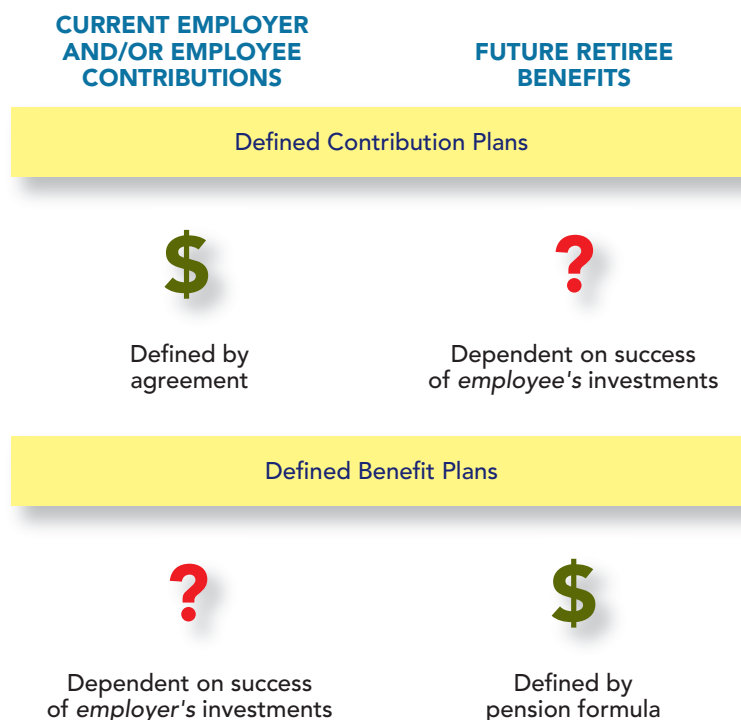 CURRENT EMPLOYER
AND/OR EMPLOYEE
CONTRIBUTIONS
FUTURE RETIREE
BENEFITS
Defined Contribution Plans
$
?
Defined by
agreement
Dependent on success
of employee's investments
Defined Benefit Plans
?
$
Dependent on success
of employer's investments
Defined by
pension formula